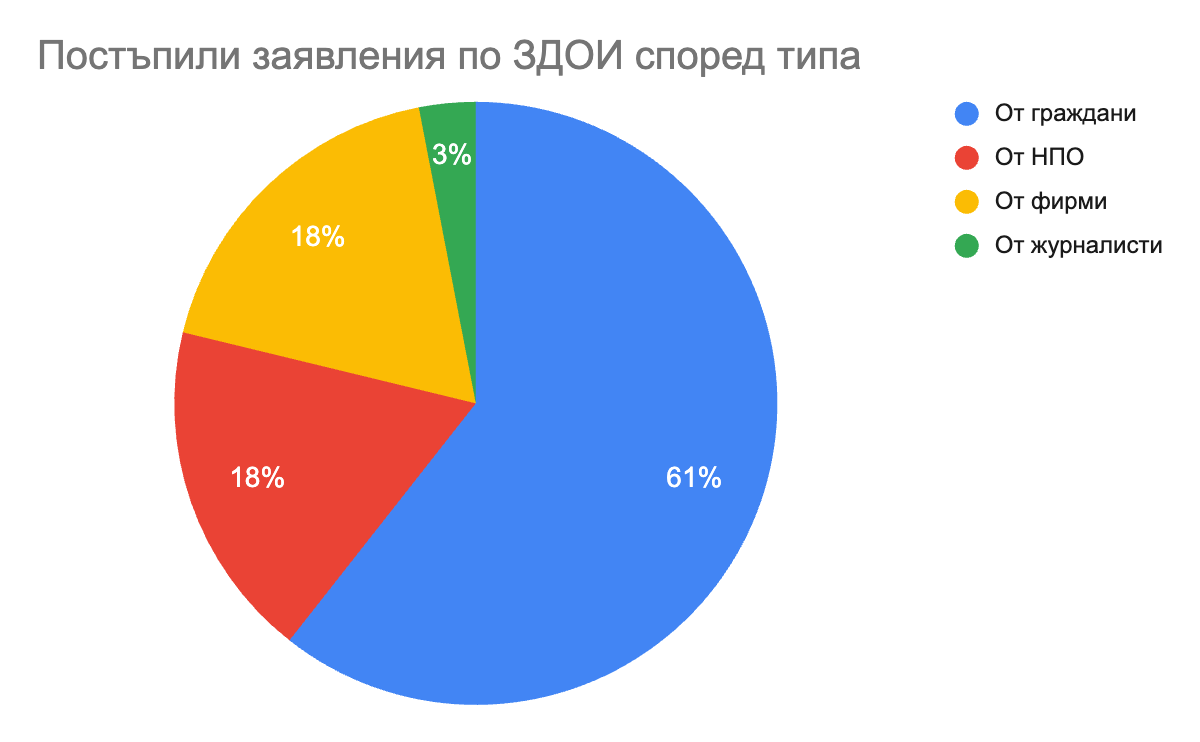 Постъпили заявления по ЗДОИ според типа
От граждани
От НПО
От фирми
От журналисти
3%
18%
18%
61%